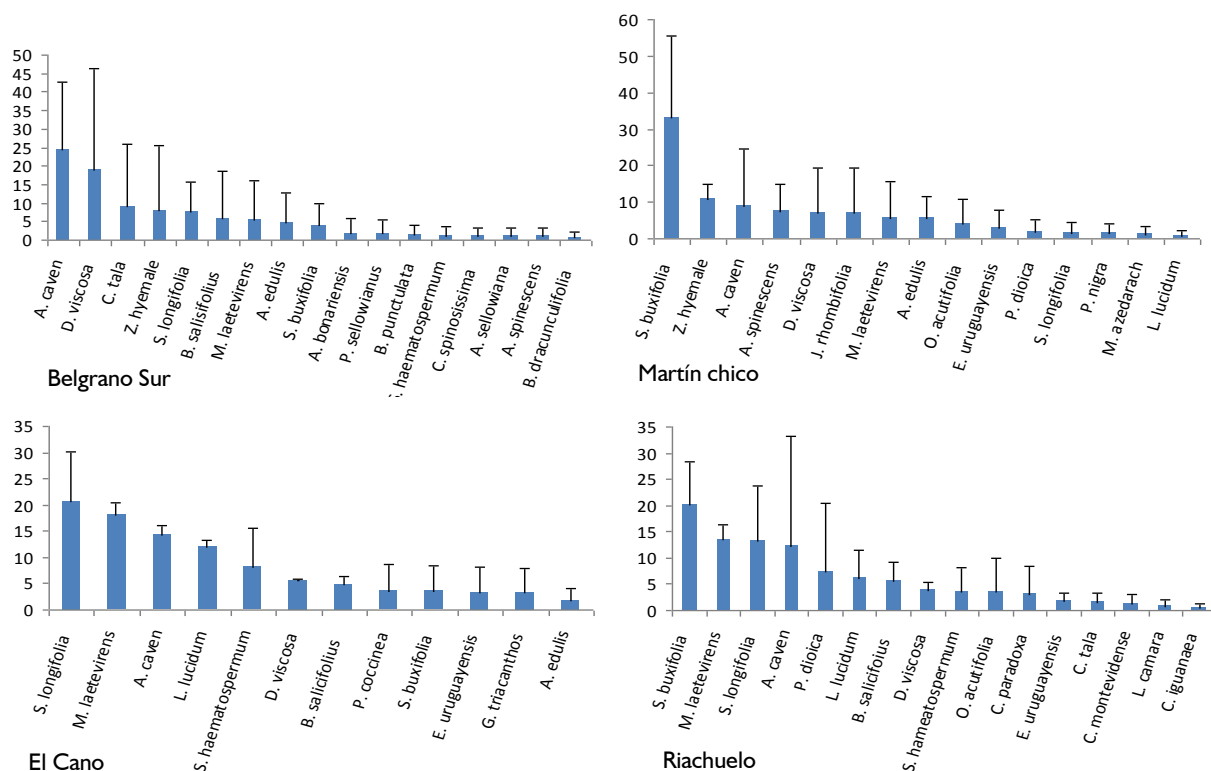 50
45
40
35
30
25
20
15
10
5
0
A. caven
D. viscosa
C. tala
Z. hyemale
S. longifolia
B. salisifolius
M. laetevirens
A. edulis
S. buxifolia
A. bonariensis
P. sellowianus
B. punctulata
S. haematospermum
C. spinosissima
A. sellowiana
A. spinescens
B. dracunculifolia
Belgrano Sur
60
50
40
30
20
10
0
S. buxifolia
Z. hyemale
A. caven
A. spinescens
D. viscosa
J. rhombifolia
M. laetevirens
A. edulis
O. acutifolia
E. uruguayensis
P. dioica
S. longifolia
P. nigra
M. azedarach
L. lucidum
Martín chico
35
30
25
20
15
10
5
0
S. longifolia
M. laetevirens
A. caven
L. lucidum
S. haematospermum
D. viscosa
B. salicifolius
P. coccinea
S. buxifolia
E. uruguayensis
G. triacanthos
A. edulis
El Cano
35
30
25
20
15
10
5
0
S. buxifolia
M. laetevirens
S. longifolia
A. caven
P. dioica
L. lucidum
B. salicifoius
D. viscosa
S. hameatospermum
O. acutifolia
C. paradoxa
E. uruguayensis
C. tala
C. montevidense
L. camara
C. iguanaea
Riachuelo